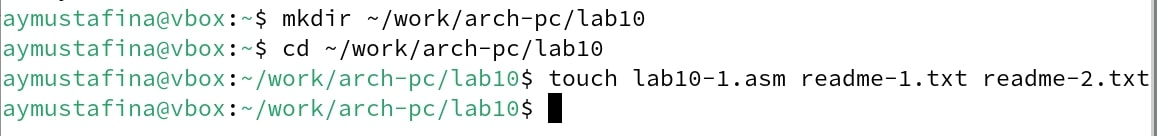 aymustafina@vbox:~$ mkdir ~/work/arch-pc/lab10
aymustafina@vbox:~$ cd ~/work/arch-pc/lab10
aymustafina@vbox:~/work/arch-pc/lab10$ touch lab10-1.asm readme-1.txt readme-2.txt
aymustafina@vbox:~/work/arch-pc/lab10$